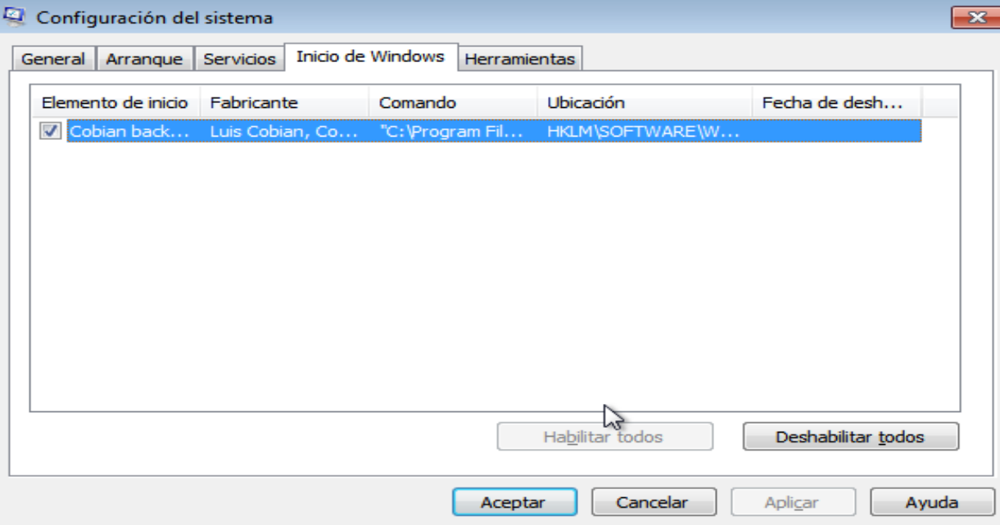 Configuración del sistema
General Arranque Servicios Inicio de Windows Herramientas
Elemento de inicio Fabricante Comando Ubicación Fecha de desh...
Cobian back... Luis Cobian, Co... "C:\Program Fil... HKLM\SOFTWARE\W...
Habilitar todos Deshabilitar todos
Aceptar Cancelar Aplicar Ayuda